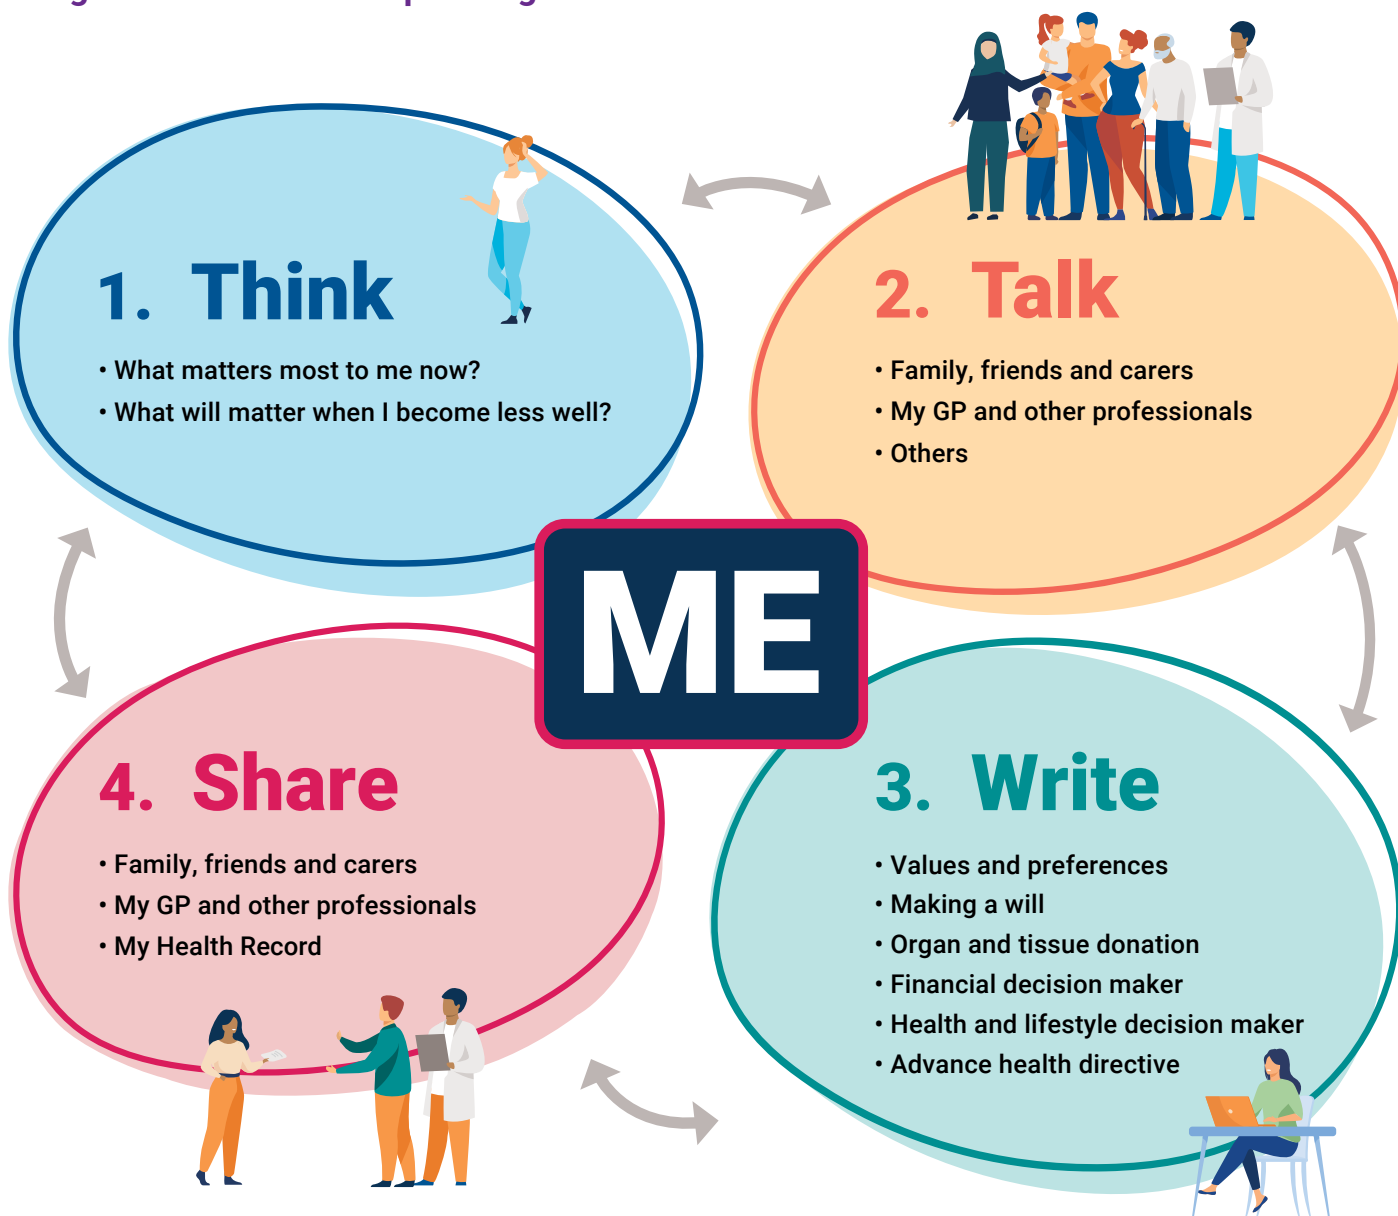 1. Think
• What matters most to me now?
• What will matter when I become less well?
2. Talk
• Family, friends and carers
• My GP and other professionals
• Others
ME
3. Write
• Values and preferences
• Making a will
• Organ and tissue donation
• Financial decision maker
• Health and lifestyle decision maker
• Advance health directive
4. Share
• Family, friends and carers
• My GP and other professionals
• My Health Record